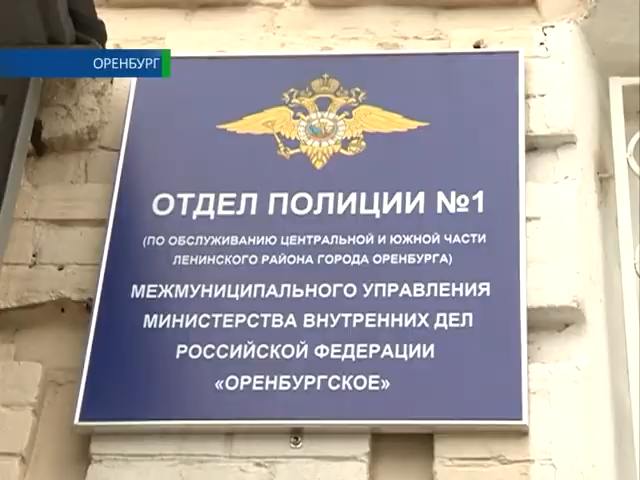 ОРЕНБУРГ
ОТДЕЛ ПОЛИЦИИ №1
(ПО ОБСЛУЖИВАНИЮ ЦЕНТРАЛЬНОЙ И ЮЖНОЙ ЧАСТИ
ЛЕНИНСКОГО РАЙОНА ГОРОДА ОРЕНБУРГА)
МЕЖМУНИЦИПАЛЬНОГО УПРАВЛЕНИЯ
МИНИСТЕРСТВА ВНУТРЕННИХ ДЕЛ
РОССИЙСКОЙ ФЕДЕРАЦИИ
«ОРЕНБУРГСКОЕ»